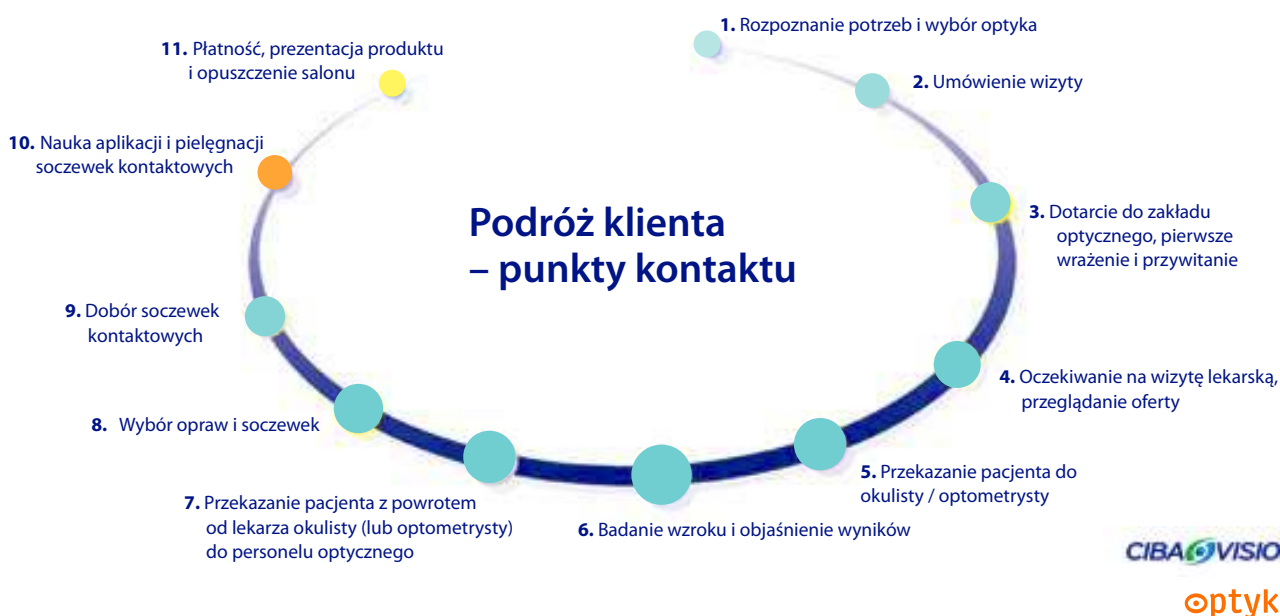 1. Rozpoznanie potrzeb i wybór optyka
2. Umówienie wizyty
3. Dotarcie do zakładu
optycznego, pierwsze
wrażenie i przywitanie
4. Oczekiwanie na wizytę lekarską,
przeglądanie oferty
5. Przekazanie pacjenta do
okulisty / optometrysty
6. Badanie wzroku i objaśnienie wyników
7. Przekazanie pacjenta z powrotem
od lekarza okulisty (lub optometrysty)
do personelu optycznego
8. Wybór opraw i soczewek
9. Dobór soczewek
kontaktowych
10. Nauka aplikacji i pielęgnacji
soczewek kontaktowych
11. Płatność, prezentacja produktu
i opuszczenie salonu
Podróż klienta
– punkty kontaktu
CIBA VISIO
optyk